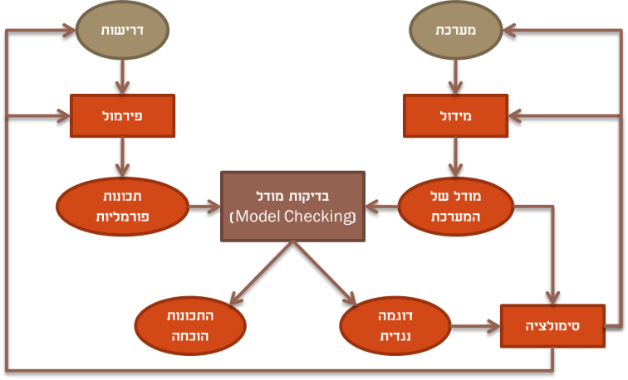 דרישות
מערכת
פירמול
מידול
תכונות
פורמליות
בדיקות מודל
(Model Checking)
מודל של
המערכת
התכונות
הוכחה
דוגמה
נגדית
סימולציה